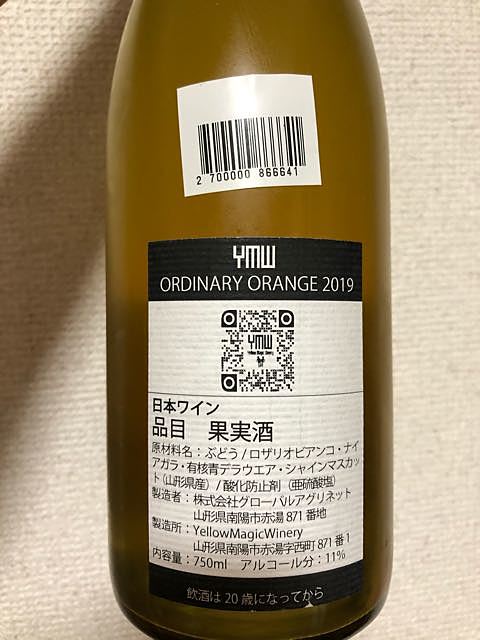 2 700000 866641
YMW
ORDINARY ORANGE 2019
YMW
日本ワイン
品目 果実酒
原材料名：ぶどう / ロザリオビアンコ・ナイ
アガラ・有核青デラウエア・シャインマスカッ
ト（山形県産）/ 酸化防止剤（亜硫酸塩）
製造者：株式会社グローバルアグリネット
山形県南陽市赤湯 871 番地
製造所：YellowMagicWinery
山形県南陽市赤湯字西町 871 番 1
内容量：750ml アルコール分：11%
飲酒は 20 歳になってから